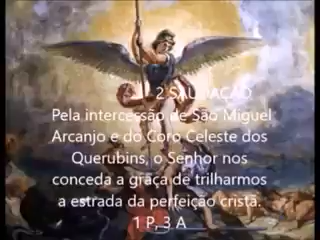 2 SAUDAÇÃO
Pela intercessão de São Miguel
Arcanjo e do Coro Celeste dos
Querubins, o Senhor nos
conceda a graça de trilharmos
a estrada da perfeição cristã.
1 P, 3 A